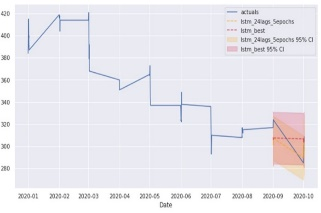 420
400
380
360
340
320
300
280
2020-01 2020-02 2020-03 2020-04 2020-05 2020-06 2020-07 2020-08 2020-09 2020-10
Date
actuals
lstm_24lags_5epochs
lstm_best
lstm_24lags_5epochs 95% CI
lstm_best 95% CI